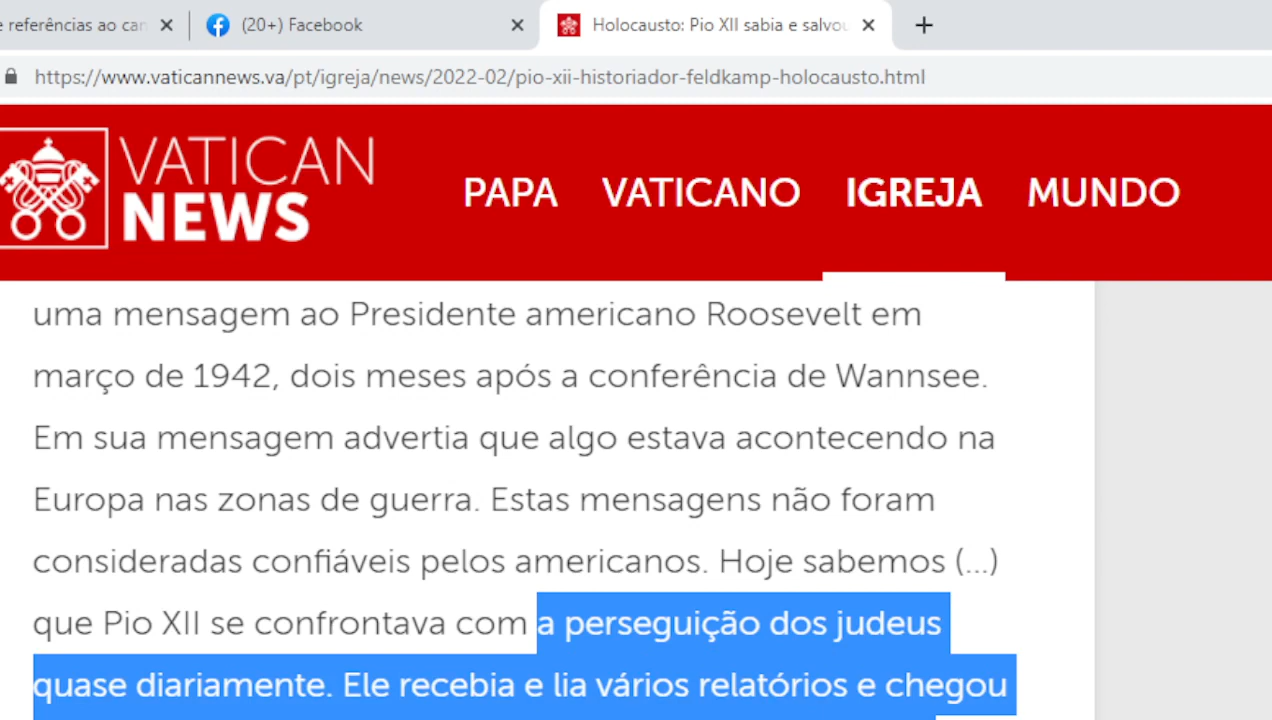 e referências ao can
(20+) Facebook
Holocausto: Pio XII sabia e salvou
https://www.vaticannews.va/pt/igreja/news/2022-02/pio-xii-historiador-feldkamp-holocausto.html
VATICAN
NEWS
PAPA VATICANO IGREJA MUNDO
uma mensagem ao Presidente americano Roosevelt em
março de 1942, dois meses após a conferência de Wannsee.
Em sua mensagem advertia que algo estava acontecendo na
Europa nas zonas de guerra. Estas mensagens não foram
consideradas confiáveis pelos americanos. Hoje sabemos (...)
que Pio XII se confrontava com a perseguição dos judeus
quase diariamente. Ele recebia e lia vários relatórios e chegou